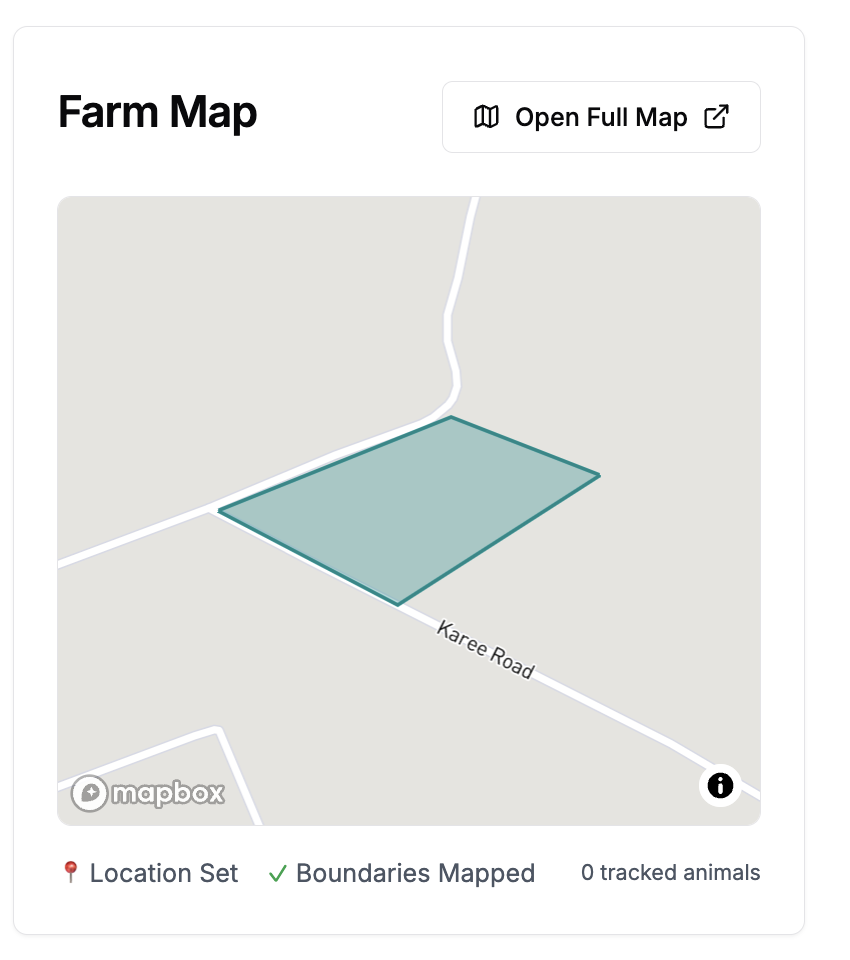 Farm Map
Open Full Map
Karee Road
mapbox
📍 Location Set ✓ Boundaries Mapped 0 tracked animals